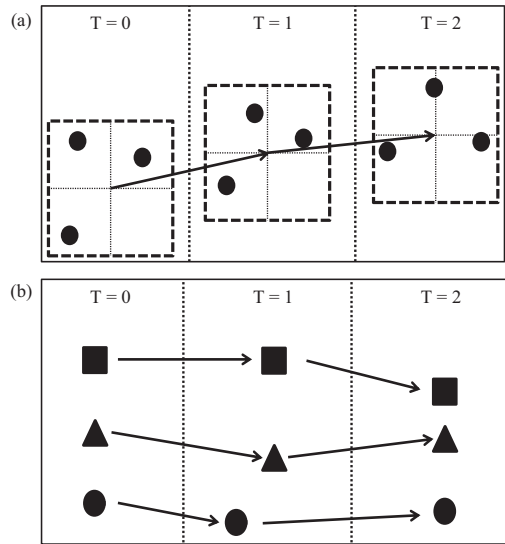 (a)
T = 0 T = 1 T = 2
(b)
T = 0 T = 1 T = 2